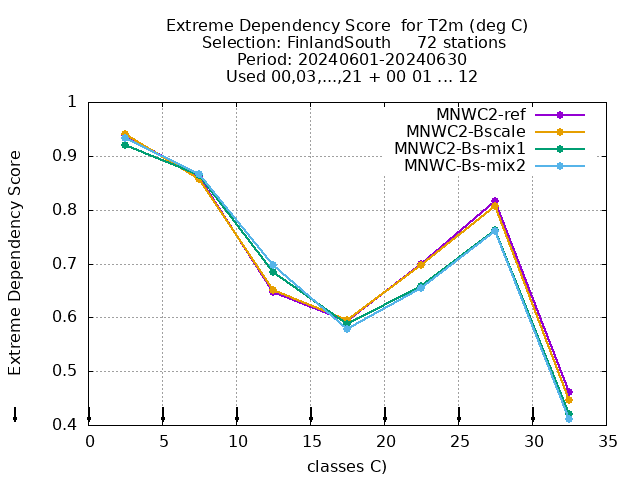 Extreme Dependency Score  for T2m (deg C)
Selection: FinlandSouth     72 stations
Period: 20240601-20240630
Used 00,03,...,21 + 00 01 ... 12
MNWC2-ref
MNWC2-Bscale
MNWC2-Bs-mix1
MNWC-Bs-mix2
Extreme Dependency Score
1
0.9
0.8
0.7
0.6
0.5
0.4
0 5 10 15 20 25 30 35
classes C)